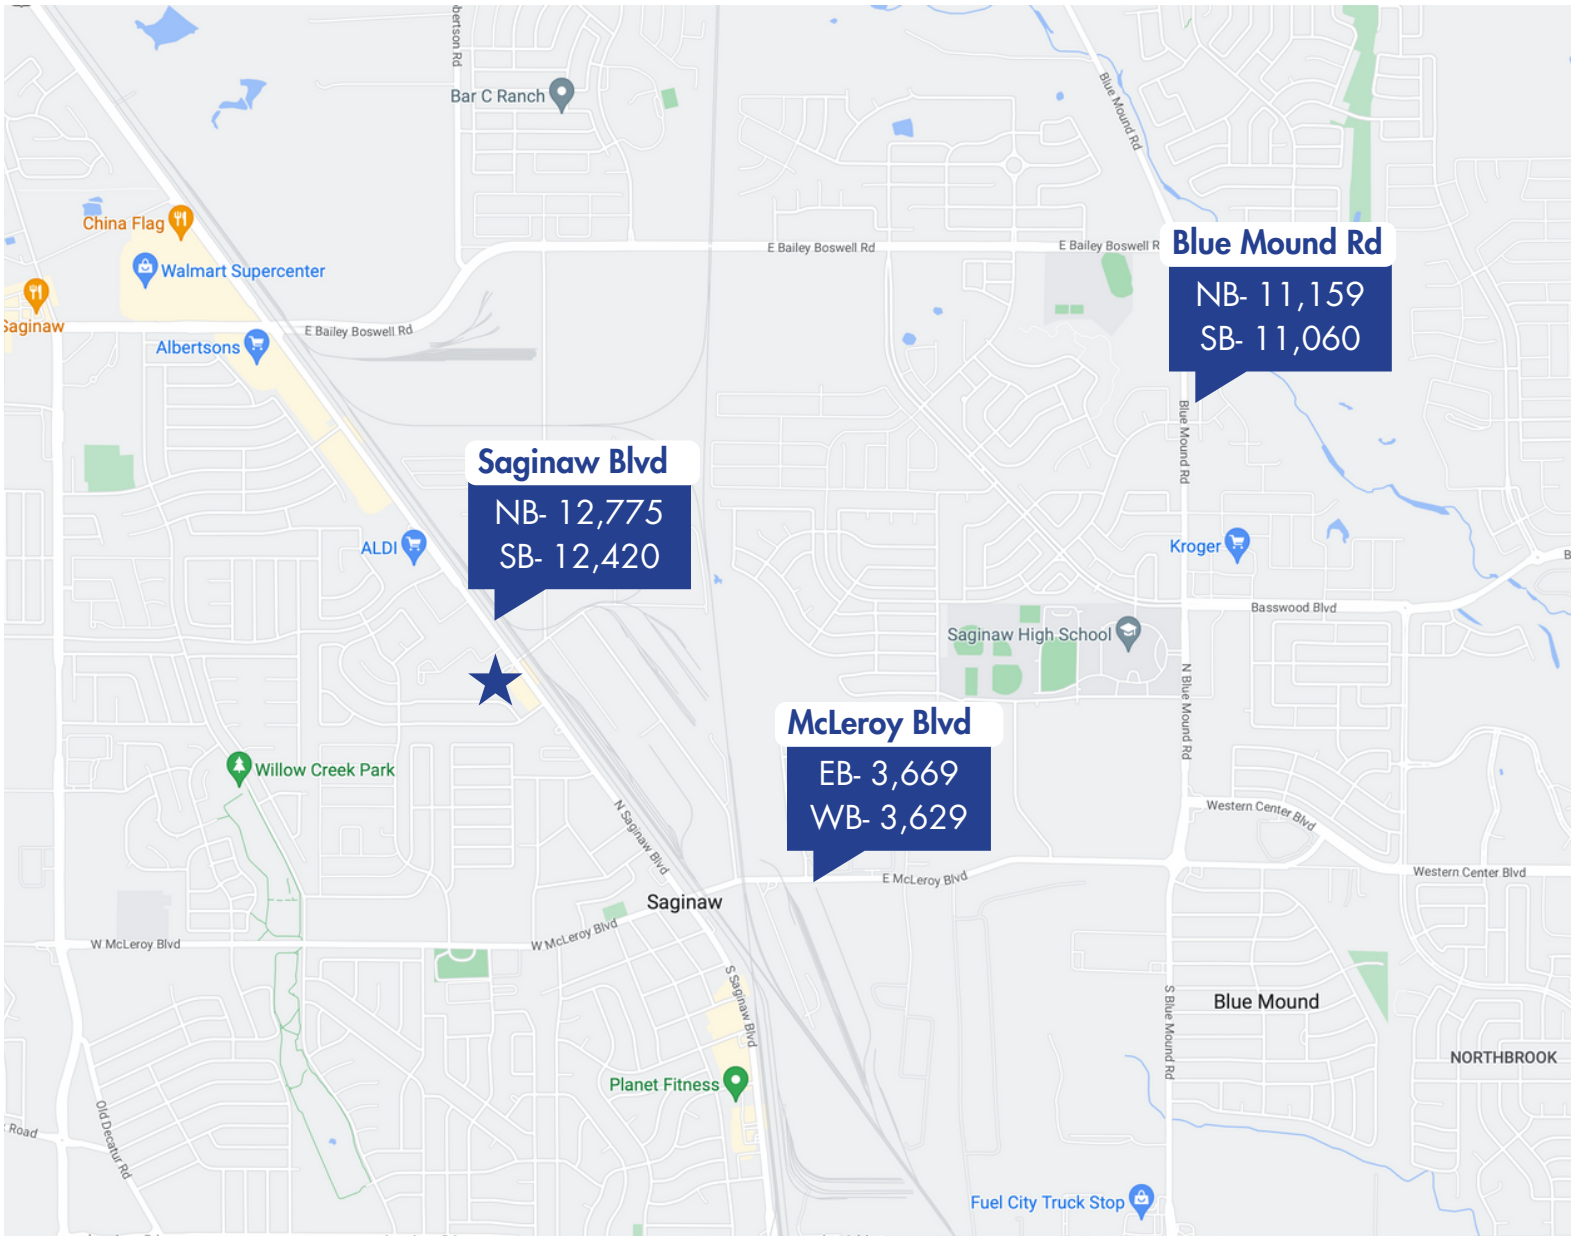 bertson Rd
Bar C Ranch
Blue Mound Rd
China Flag
Walmart Supercenter
Saginaw
E Bailey Boswell Rd
Albertsons
E Bailey Boswell Rd
E Bailey Boswell R
Blue Mound Rd
NB- 11,159
SB- 11,060
Blue Mound Rd
Saginaw Blvd
NB- 12,775
SB- 12,420
ALDI
Kroger
B
Basswood Blvd
Saginaw High School
N Blue Mound Rd
McLeroy Blvd
EB- 3,669
WB- 3,629
Willow Creek Park
N Saginaw Blvd
Western Center Blvd
Western Center Blvd
E McLeroy Blvd
Saginaw
W McLeroy Blvd
W McLeroy Blvd
S Saginaw Blvd
Blue Mound
S Blue Mound Rd
NORTHBROOK
Planet Fitness
Old Decatur Rd
Road
Fuel City Truck Stop